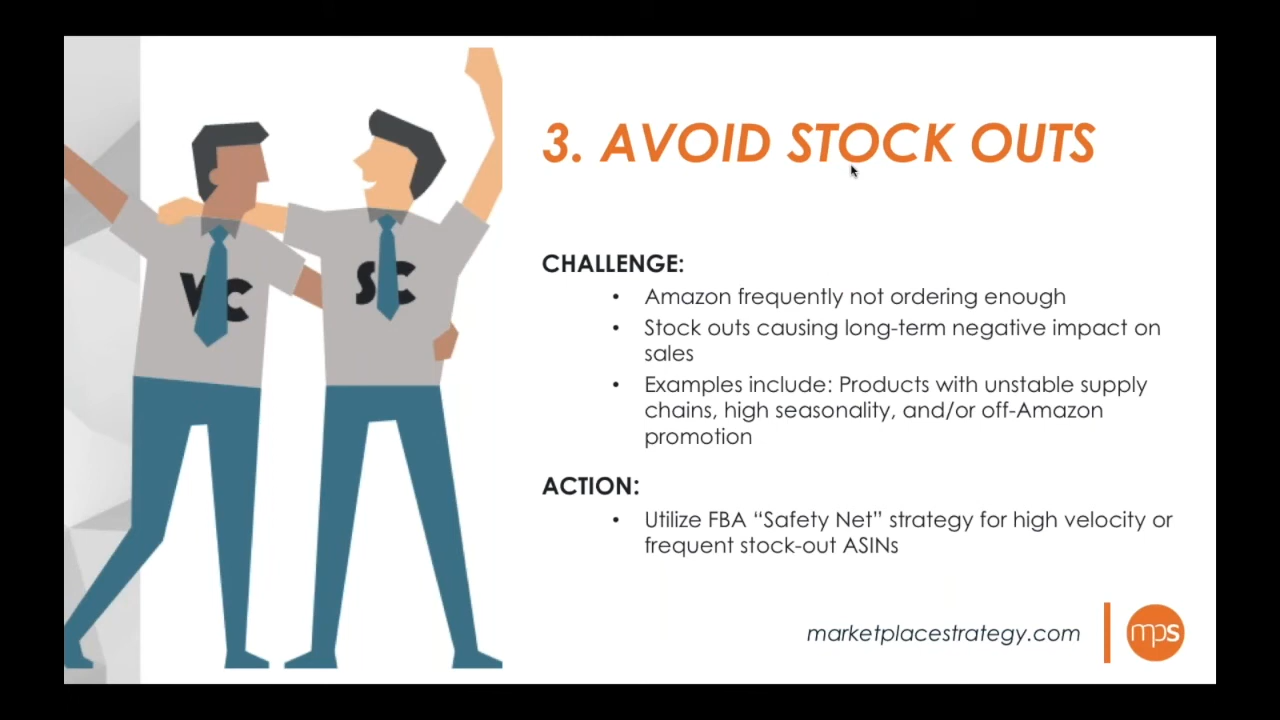 3. AVOID STOCK OUTS
VC
SC
CHALLENGE:
• Amazon frequently not ordering enough
• Stock outs causing long-term negative impact on
sales
• Examples include: Products with unstable supply
chains, high seasonality, and/or off-Amazon
promotion
ACTION:
• Utilize FBA “Safety Net” strategy for high velocity or
frequent stock-out ASINs
marketplacestrategy.com
mps